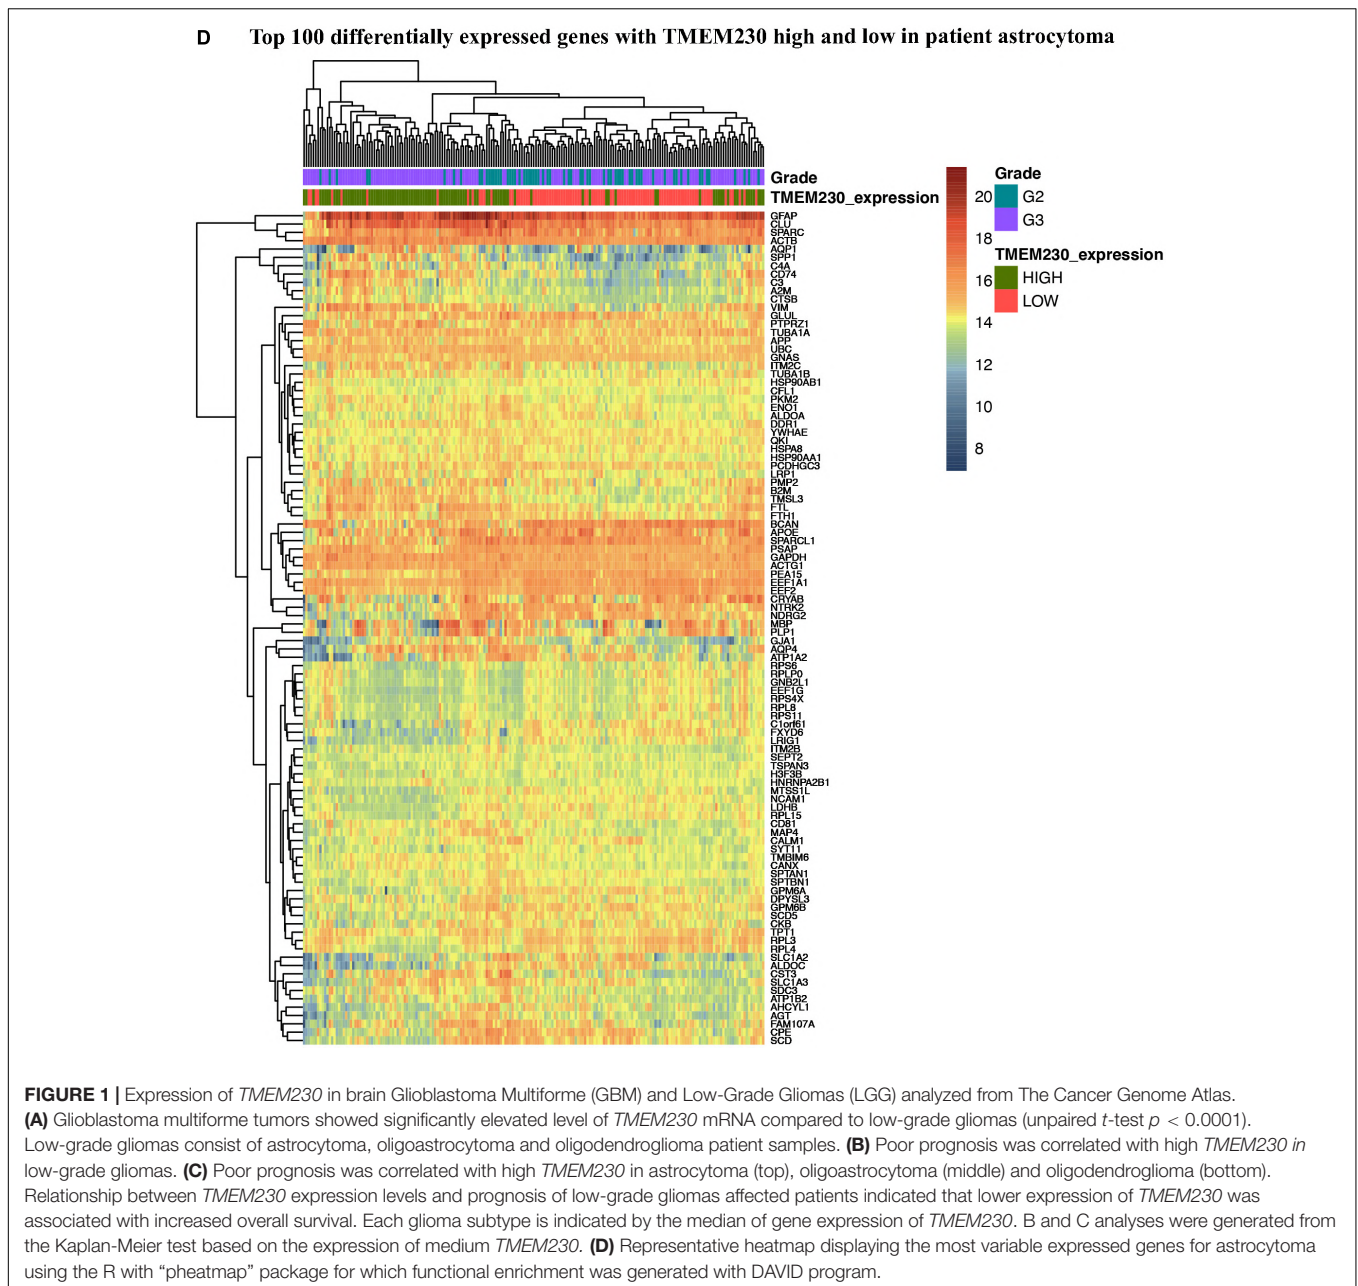 D Top 100 differentially expressed genes with TMEM230 high and low in patient astrocytoma
Grade
TMEM230_expression
GFAP
CLU
SPARC
ACTB
AQP1
SPP1
C4A
CD74
C3
A2M
CTSB
VIM
GLUL
PTPRZ1
TUBA1A
APP
UBC
GNAS
ITM2C
TUBA1B
HSP90AB1
CFL1
PKM2
ENO1
ALDOA
DDR1
YWHAE
QKI
HSPA8
HSP90AA1
PCDHGC3
LRP1
PMP2
B2M
TMSL3
FTL
FTH1
BCAN
APOE
SPARCL1
PSAP
GAPDH
ACTG1
PEA15
EEF1A1
EEF2
CRYAB
NTRK2
NDRG2
MBP
PLP1
GJA1
AQP4
ATP1A2
RPS6
RPLP0
GNB2L1
EEF1G
RPS4X
RPL8
RPS11
C1orf61
FXYD6
LRIG1
ITM2B
SEPT2
TSPAN3
H3F3B
HNRNPA2B1
MTSS1L
NCAM1
LDHB
RPL15
CD81
MAP4
CALM1
SYT11
TMBIM6
CANX
SPTAN1
SPTBN1
GPM6A
DPYSL3
GPM6B
SCD5
CKB
TPT1
RPL3
RPL4
SLC1A2
ALDOC
CST3
SLC1A3
SDC3
ATP1B2
AHCYL1
AGT
FAM107A
CPE
SCD
20
18
16
14
12
10
8
Grade
G2
G3
TMEM230_expression
HIGH
LOW
FIGURE 1 | Expression of TMEM230 in brain Glioblastoma Multiforme (GBM) and Low-Grade Gliomas (LGG) analyzed from The Cancer Genome Atlas.
(A) Glioblastoma multiforme tumors showed significantly elevated level of TMEM230 mRNA compared to low-grade gliomas (unpaired t-test p < 0.0001).
Low-grade gliomas consist of astrocytoma, oligoastrocytoma and oligodendroglioma patient samples. (B) Poor prognosis was correlated with high TMEM230 in
low-grade gliomas. (C) Poor prognosis was correlated with high TMEM230 in astrocytoma (top), oligoastrocytoma (middle) and oligodendroglioma (bottom).
Relationship between TMEM230 expression levels and prognosis of low-grade gliomas affected patients indicated that lower expression of TMEM230 was
associated with increased overall survival. Each glioma subtype is indicated by the median of gene expression of TMEM230. B and C analyses were generated from
the Kaplan-Meier test based on the expression of medium TMEM230. (D) Representative heatmap displaying the most variable expressed genes for astrocytoma
using the R with “pheatmap” package for which functional enrichment was generated with DAVID program.